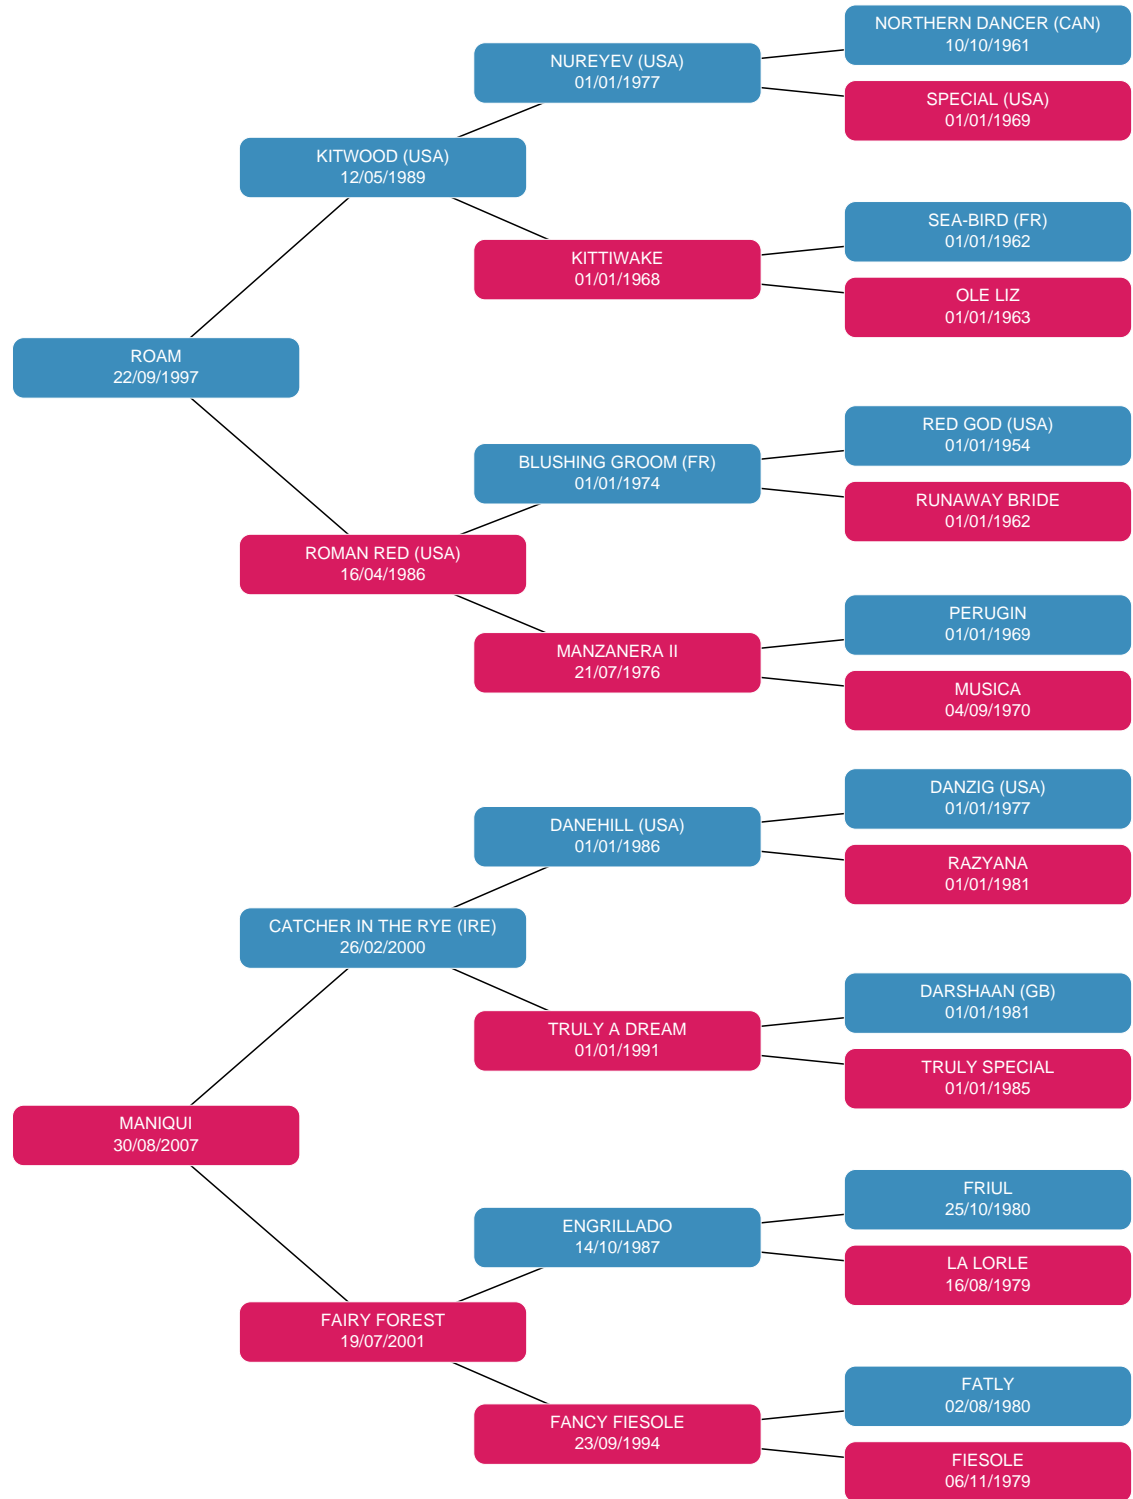 NORTHERN DANCER (CAN)
10/10/1961
NUREYEV (USA)
01/01/1977
SPECIAL (USA)
01/01/1969
KITWOOD (USA)
12/05/1989
SEA-BIRD (FR)
01/01/1962
KITTIWAKE
01/01/1968
OLE LIZ
01/01/1963
ROAM
22/09/1997
RED GOD (USA)
01/01/1954
BLUSHING GROOM (FR)
01/01/1974
RUNAWAY BRIDE
01/01/1962
ROMAN RED (USA)
16/04/1986
PERUGIN
01/01/1969
MANZANERA II
21/07/1976
MUSICA
04/09/1970
DANZIG (USA)
01/01/1977
DANEHILL (USA)
01/01/1986
RAZYANA
01/01/1981
CATCHER IN THE RYE (IRE)
26/02/2000
DARSHAAN (GB)
01/01/1981
TRULY A DREAM
01/01/1991
TRULY SPECIAL
01/01/1985
MANIQUI
30/08/2007
FRIUL
25/10/1980
ENGRILLADO
14/10/1987
LA LORLE
16/08/1979
FAIRY FOREST
19/07/2001
FATLY
02/08/1980
FANCY FIESOLE
23/09/1994
FIESOLE
06/11/1979